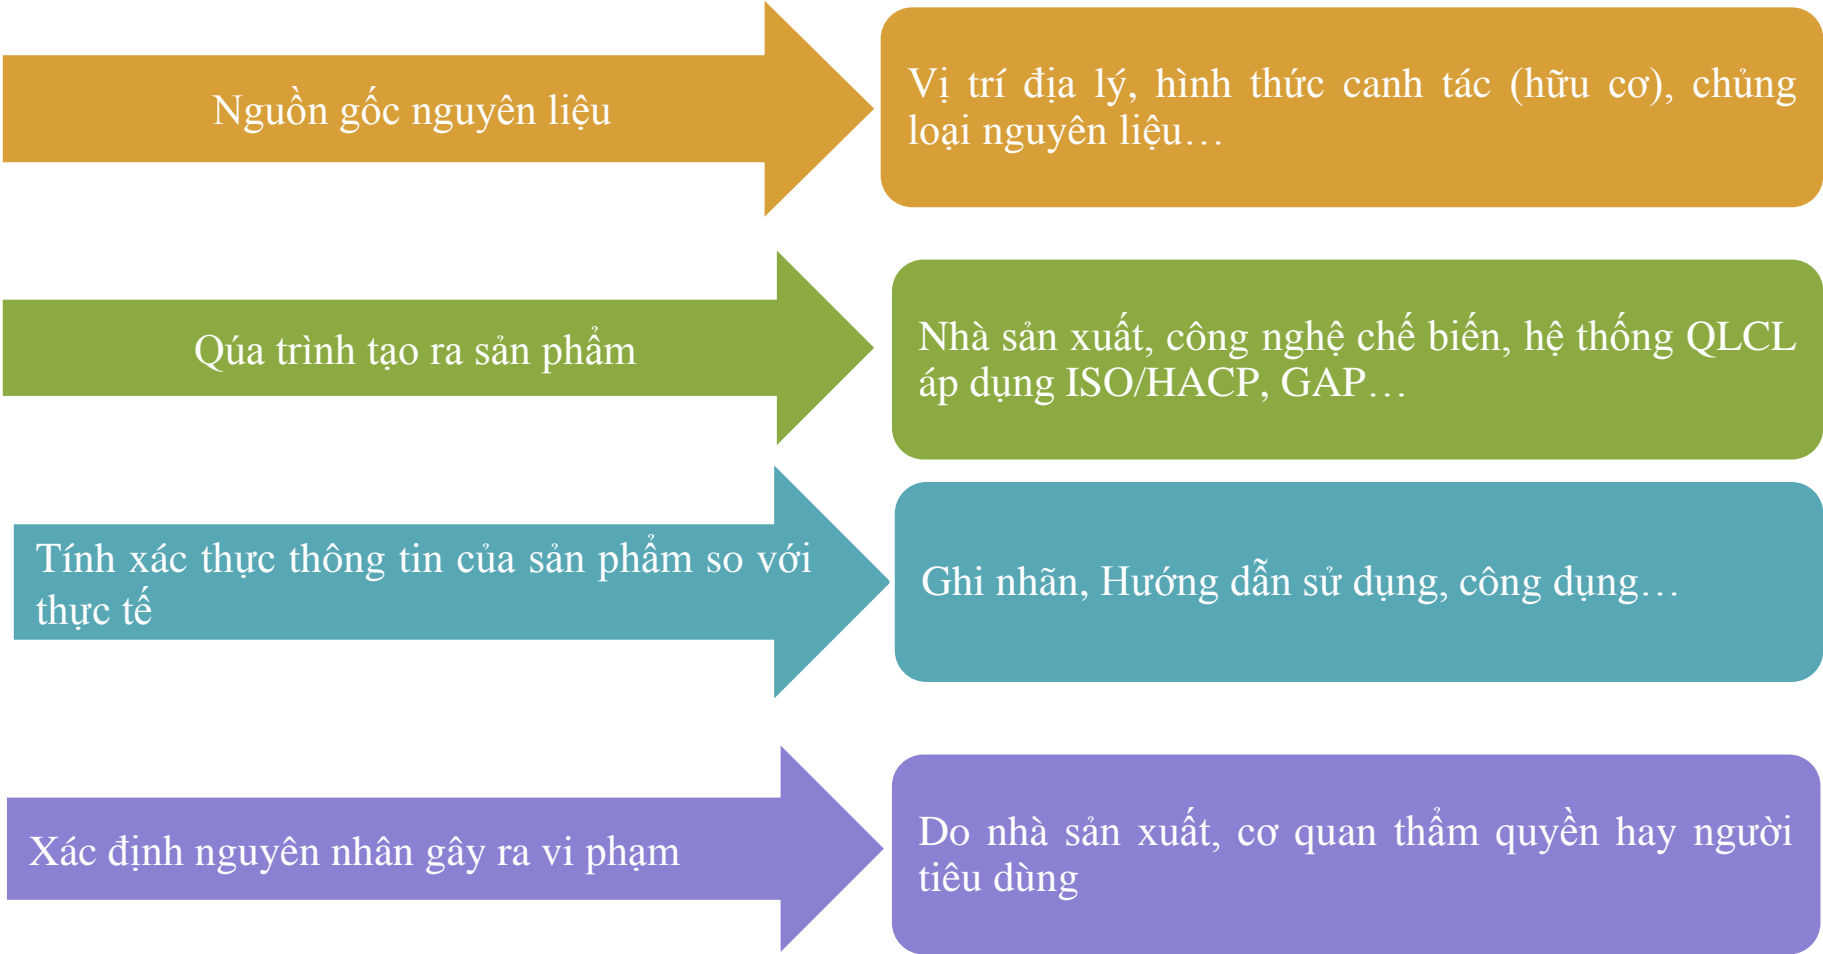 Nguồn gốc nguyên liệu
Vị trí địa lý, hình thức canh tác (hữu cơ), chủng
loại nguyên liệu…
Qúa trình tạo ra sản phẩm
Nhà sản xuất, công nghệ chế biến, hệ thống QLCL
áp dụng ISO/HACP, GAP…
Tính xác thực thông tin của sản phẩm so với
thực tế
Ghi nhãn, Hướng dẫn sử dụng, công dụng…
Xác định nguyên nhân gây ra vi phạm
Do nhà sản xuất, cơ quan thẩm quyền hay người
tiêu dùng